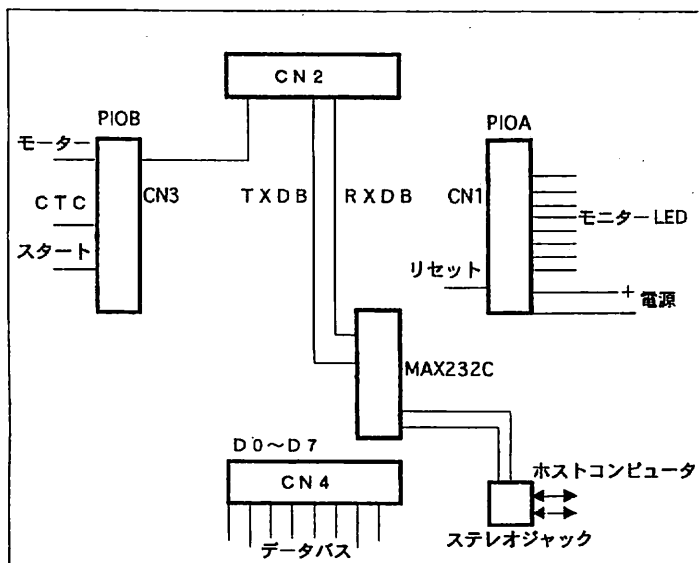 CN2
PIOB
PIOA
モーター
CN3
TXDB
RXDB
CN1
CTC
モニターLED
スタート
リセット
+
電源
MAX232C
D0〜D7
CN4
ホストコンピュータ
データバス
ステレオジャック